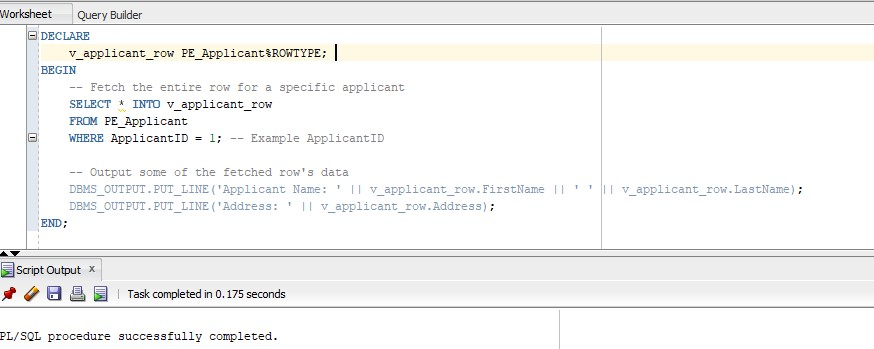 Worksheet Query Builder
DECLARE
    v_applicant_row PE_Applicant%ROWTYPE;
BEGIN
    -- Fetch the entire row for a specific applicant
    SELECT * INTO v_applicant_row
    FROM PE_Applicant
    WHERE ApplicantID = 1; -- Example ApplicantID
    -- Output some of the fetched row's data
    DBMS_OUTPUT.PUT_LINE('Applicant Name: ' || v_applicant_row.FirstName || ' ' || v_applicant_row.LastName);
    DBMS_OUTPUT.PUT_LINE('Address: ' || v_applicant_row.Address);
END;
Script Output x
Task completed in 0.175 seconds
PL/SQL procedure successfully completed.